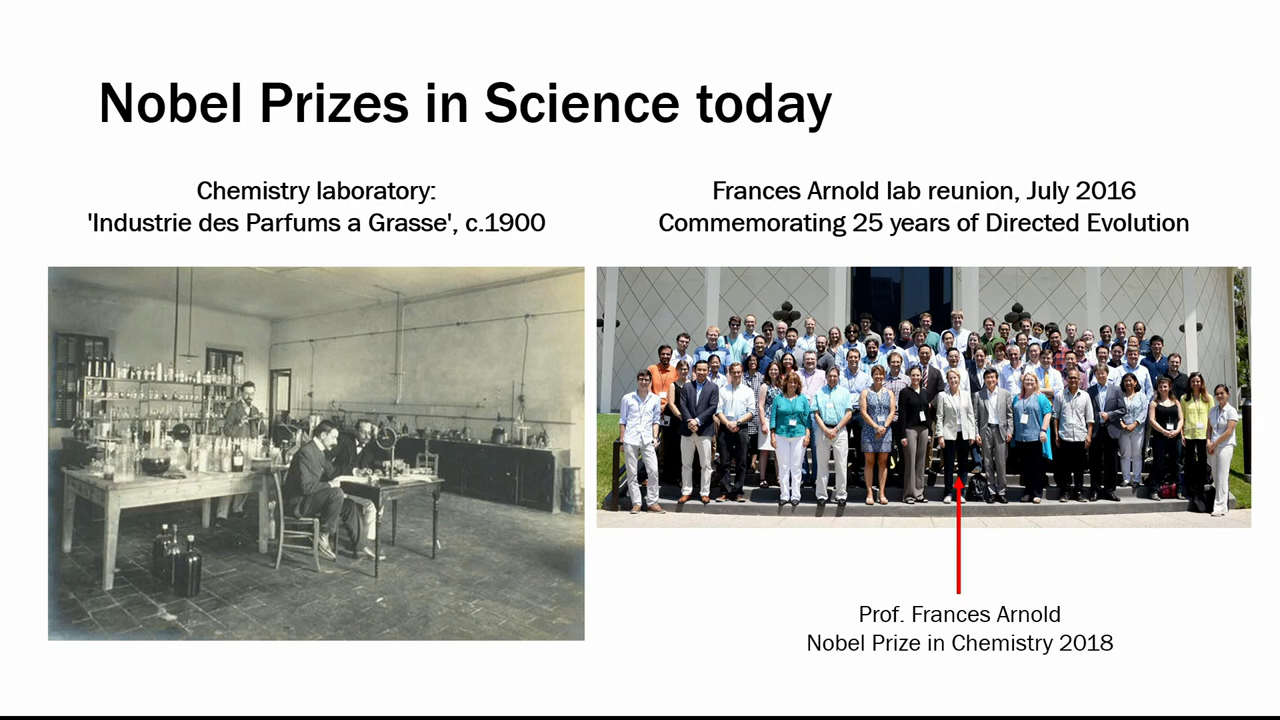 Nobel Prizes in Science today
Chemistry laboratory:
'Industrie des Parfums a Grasse', c.1900
Frances Arnold lab reunion, July 2016
Commemorating 25 years of Directed Evolution
Prof. Frances Arnold
Nobel Prize in Chemistry 2018